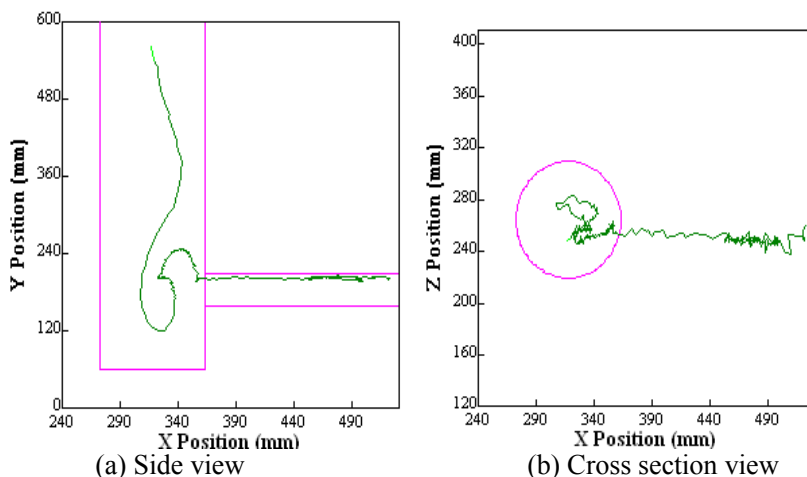 600
480
360
240
120
0
Y Position (mm)
240 290 340 390 440 490
X Position (mm)
(a) Side view
400
360
320
280
240
200
160
120
Z Position (mm)
240 290 340 390 440 490
X Position (mm)
(b) Cross section view